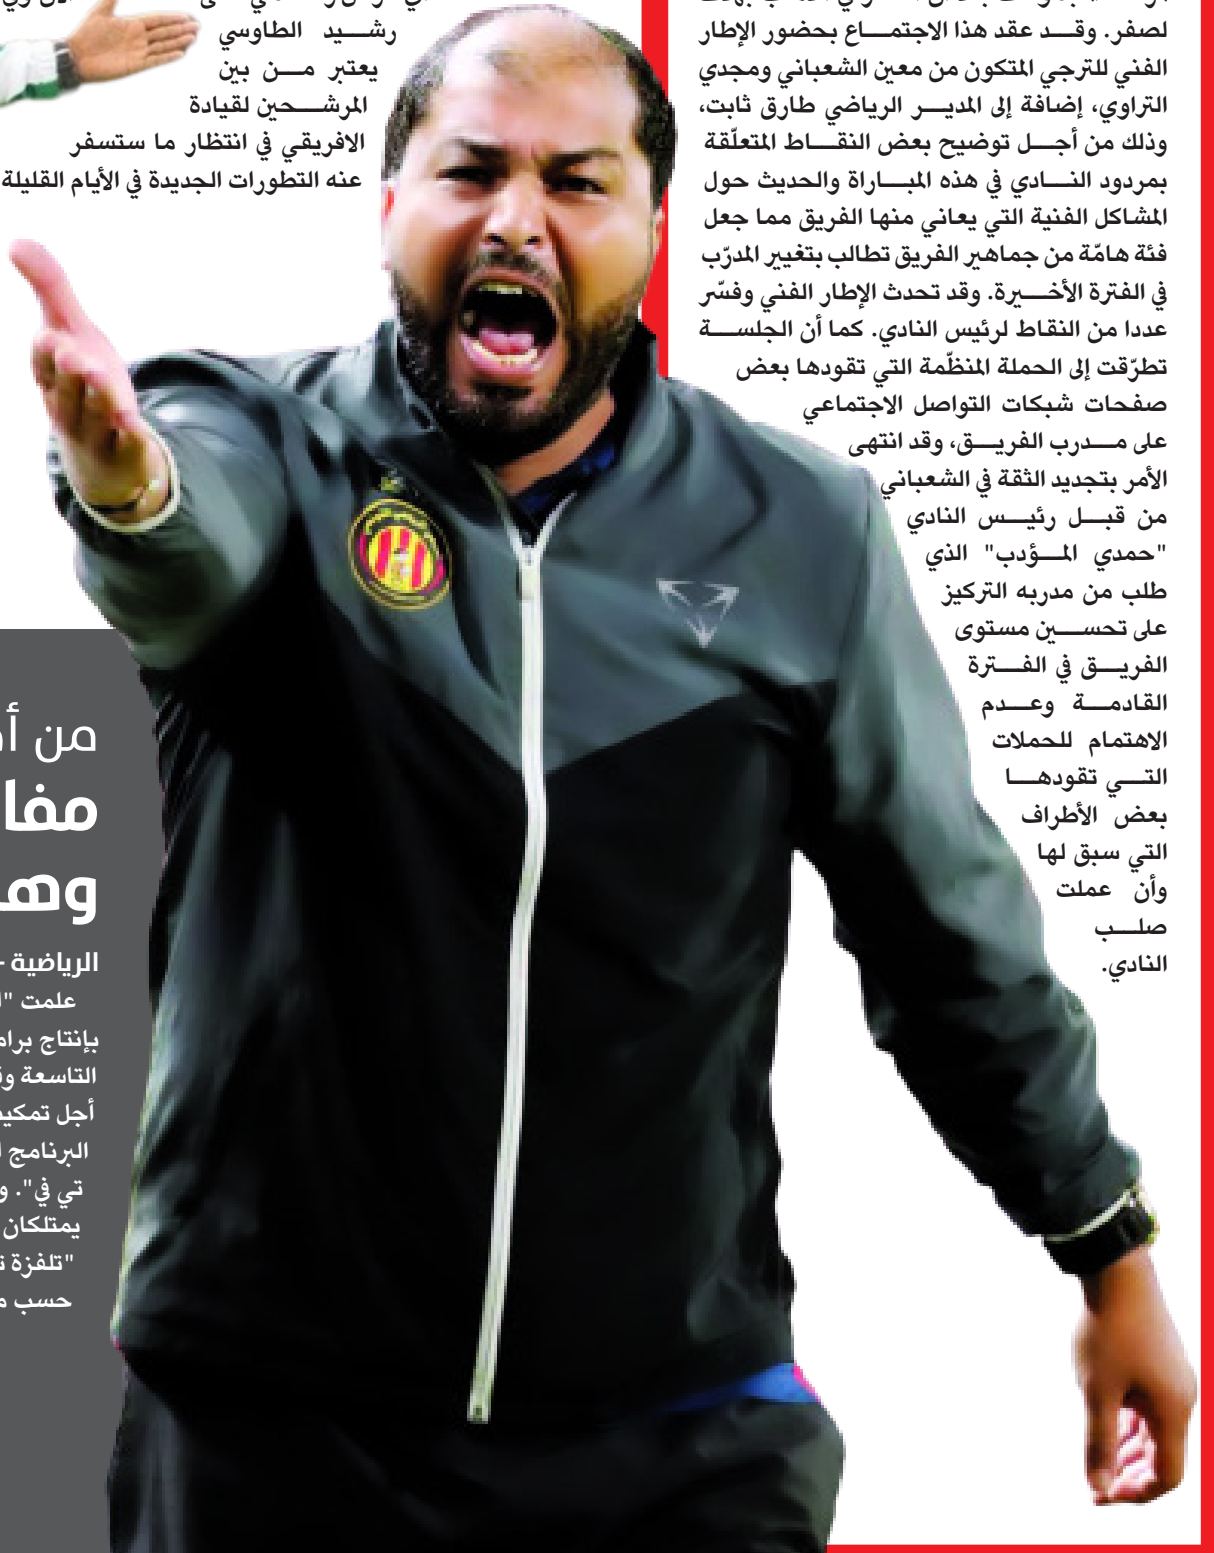 لصفر. وقد عقد هذا الاجتماع بحضور الإطار
الفني للترجي المتكون من معين الشعباني ومجدي
التراوي، إضافة إلى المدير الرياضي طارق ثابت،
وذلك من أجل توضيح بعض النقاط المتعلّقة
بمردود النادي في هذه المباراة والحديث حول
المشاكل الفنية التي يعاني منها الفريق مما جعل
فئة هامّة من جماهير الفريق تطالب بتغيير المدرّب
في الفترة الأخيرة. وقد تحدث الإطار الفني وفسّر
عددا من النقاط لرئيس النادي. كما أن الجلسة
تطرّقت إلى الحملة المنظّمة التي تقودها بعض
صفحات شبكات التواصل الاجتماعي
على مدرب الفريق، وقد انتهى
الأمر بتجديد الثقة في الشعباني
من قبل رئيس النادي
"حمدي المؤدب" الذي
طلب من مدربه التركيز
على تحسين مستوى
الفريق في الفترة
القادمة وعدم
الاهتمام للحملات
التي تقودها
بعض الأطراف
التي سبق لها
وأن عملت
صلب
النادي.
رشيد الطاوسي
يعتبر من بين
المرشحين لقيادة
الافريقي في انتظار ما ستسفر
عنه التطورات الجديدة في الأيام القليلة
من
الرياضية -
علمت
بإنتاج
التاسعة
أجل
البرنامج
تي في".
يمتلكان
"تلفزة
حسب